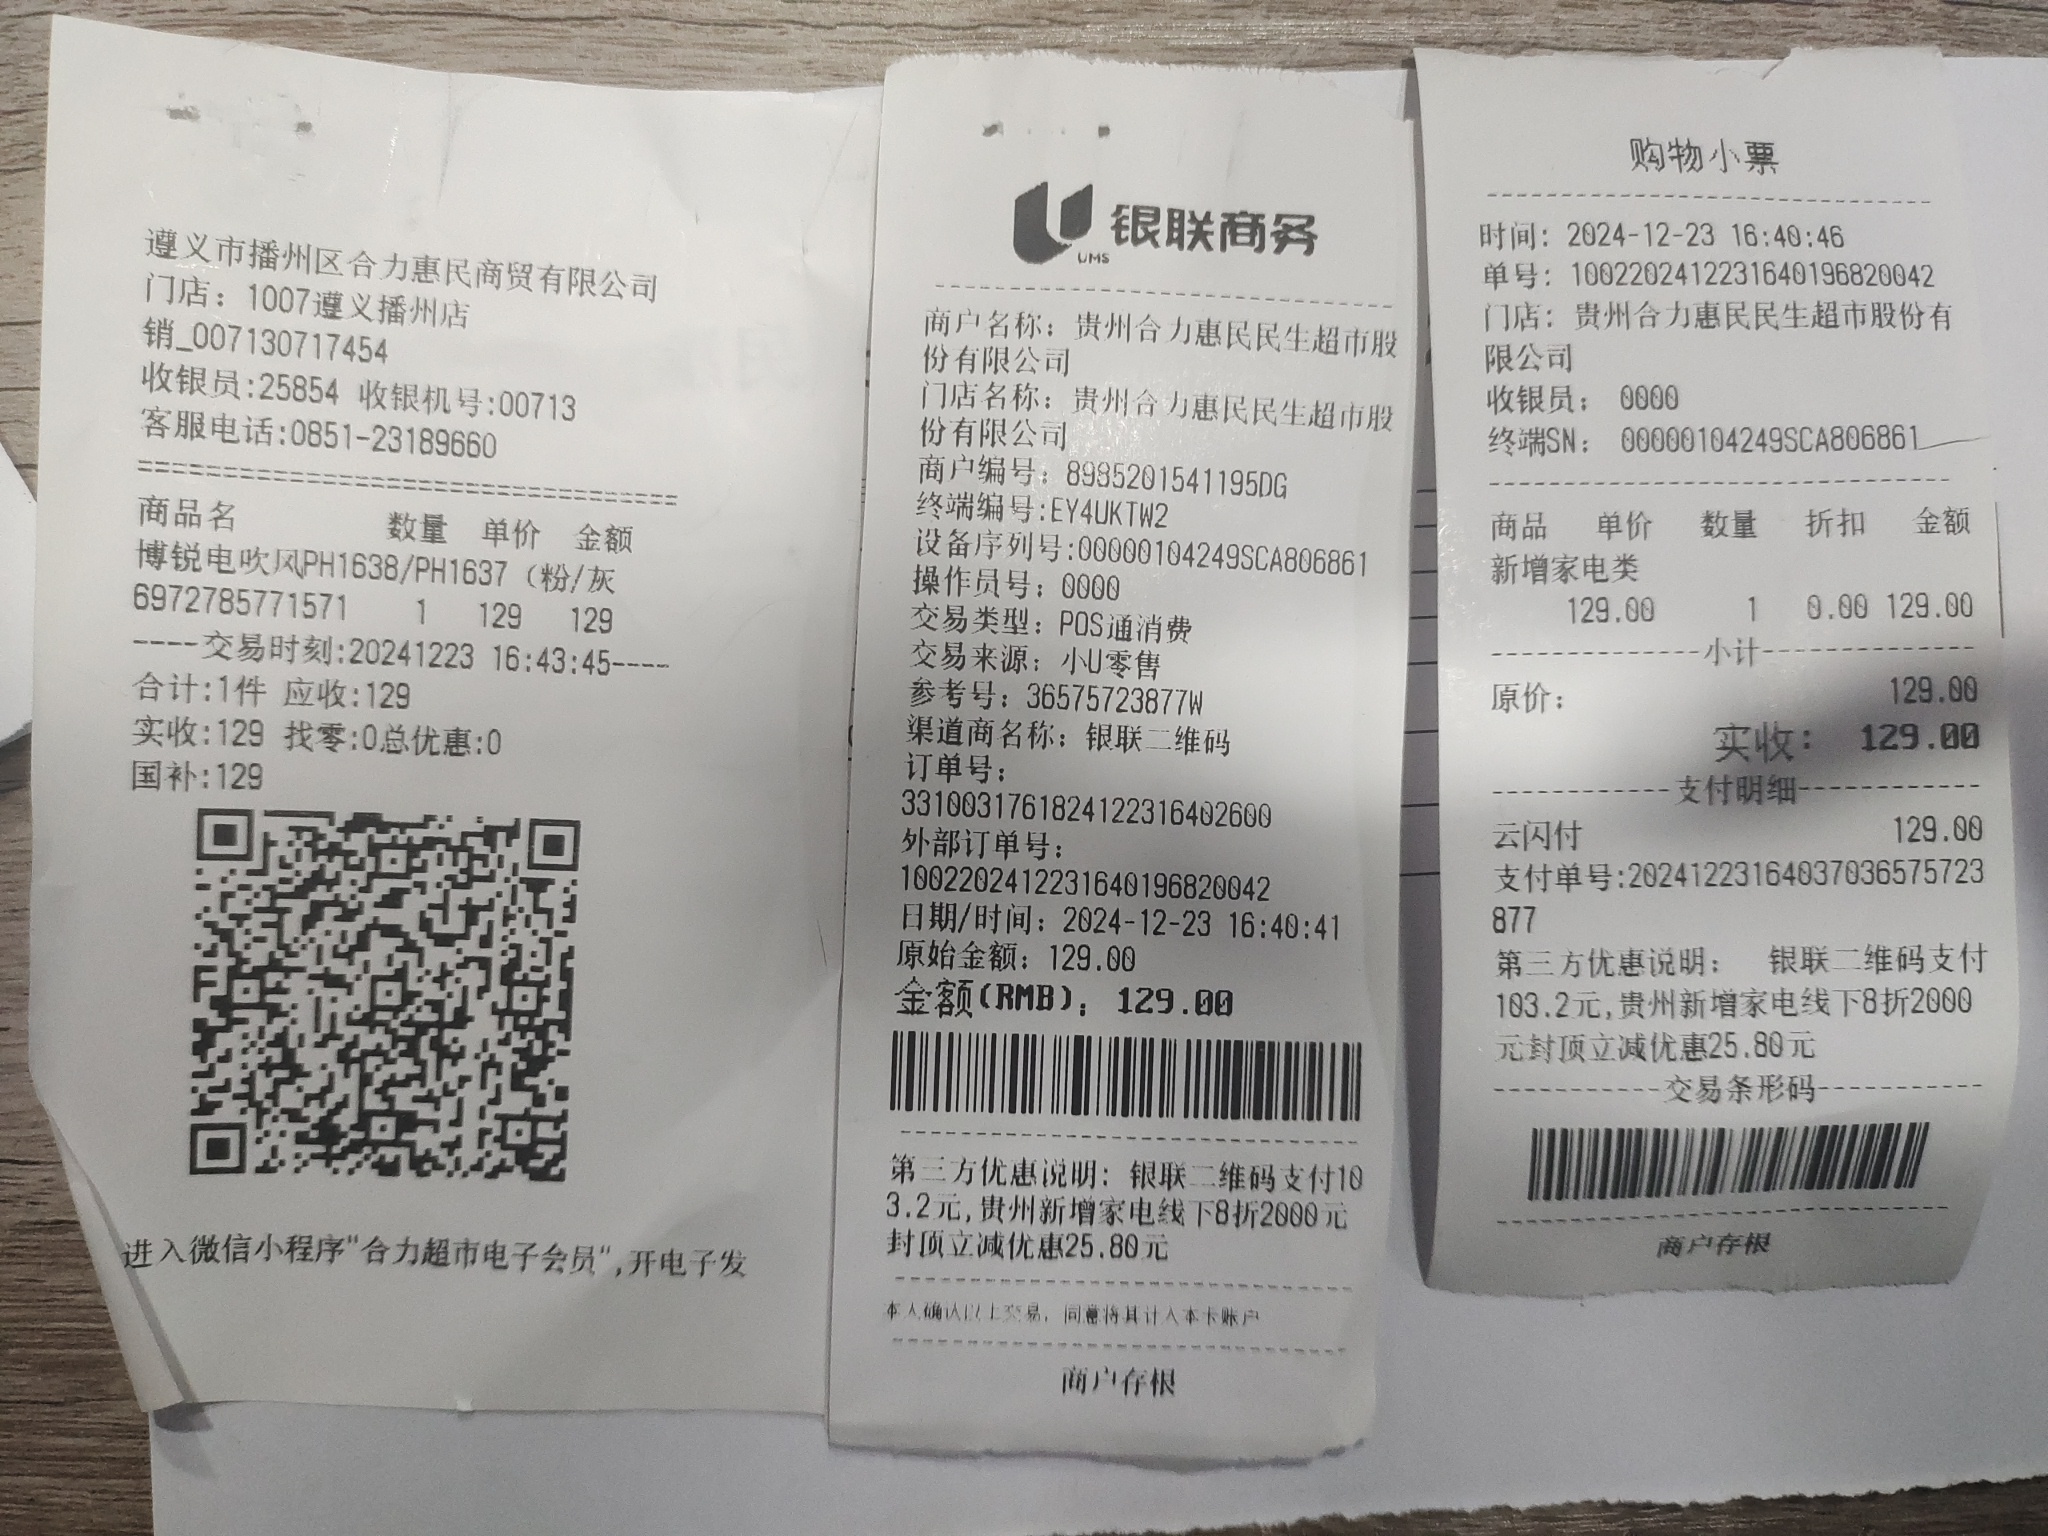 遵义市播州区合力惠民商贸有限公司
门店：1007遵义播州店
销_007130717454
收银员:25854 收银机号:00713
客服电话:0851-23189660
==================================
商品名 数量 单价 金额
博锐电吹风PH1638/PH1637（粉/灰
6972785771571 1 129 129
----交易时刻:20241223 16:43:45----
合计:1件 应收:129
实收:129 找零:0总优惠:0
国补:129
进入微信小程序"合力超市电子会员",开电子发
UMS
银联商务
商户名称：贵州合力惠民民生超市股
份有限公司
门店名称：贵州合力惠民民生超市股
份有限公司
商户编号：8985201541195DG
终端编号:EY4UKTW2
设备序列号:00000104249SCA806861
操作员号：0000
交易类型：POS通消费
交易来源：小U零售
参考号：36575723877W
渠道商名称：银联二维码
订单号：
33100317618241223164026​00
外部订单号：
1002202412231640196820042
日期/时间：2024-12-23 16:40:41
原始金额：129.00
金额(RMB)：129.00
第三方优惠说明：银联二维码支付10
3.2元,贵州新增家电线下8折2000元
封顶立减优惠25.80元
本人确认以上交易，同意将其计入本卡账户
商户存根
购物小票
时间：2024-12-23 16:40:46
单号：1002202412231640196820042
门店：贵州合力惠民民生超市股份有
限公司
收银员：0000
终端SN：00000104249SCA806861
商品 单价 数量 折扣 金额
新增家电类
129.00 1 0.00 129.00
-------------小计-------------
原价： 129.00
实收：129.00
-----------支付明细-----------
云闪付 129.00
支付单号:20241223164037036575723
877
第三方优惠说明：银联二维码支付
103.2元,贵州新增家电线下8折2000
元封顶立减优惠25.80元
----------交易条形码----------
商户存根